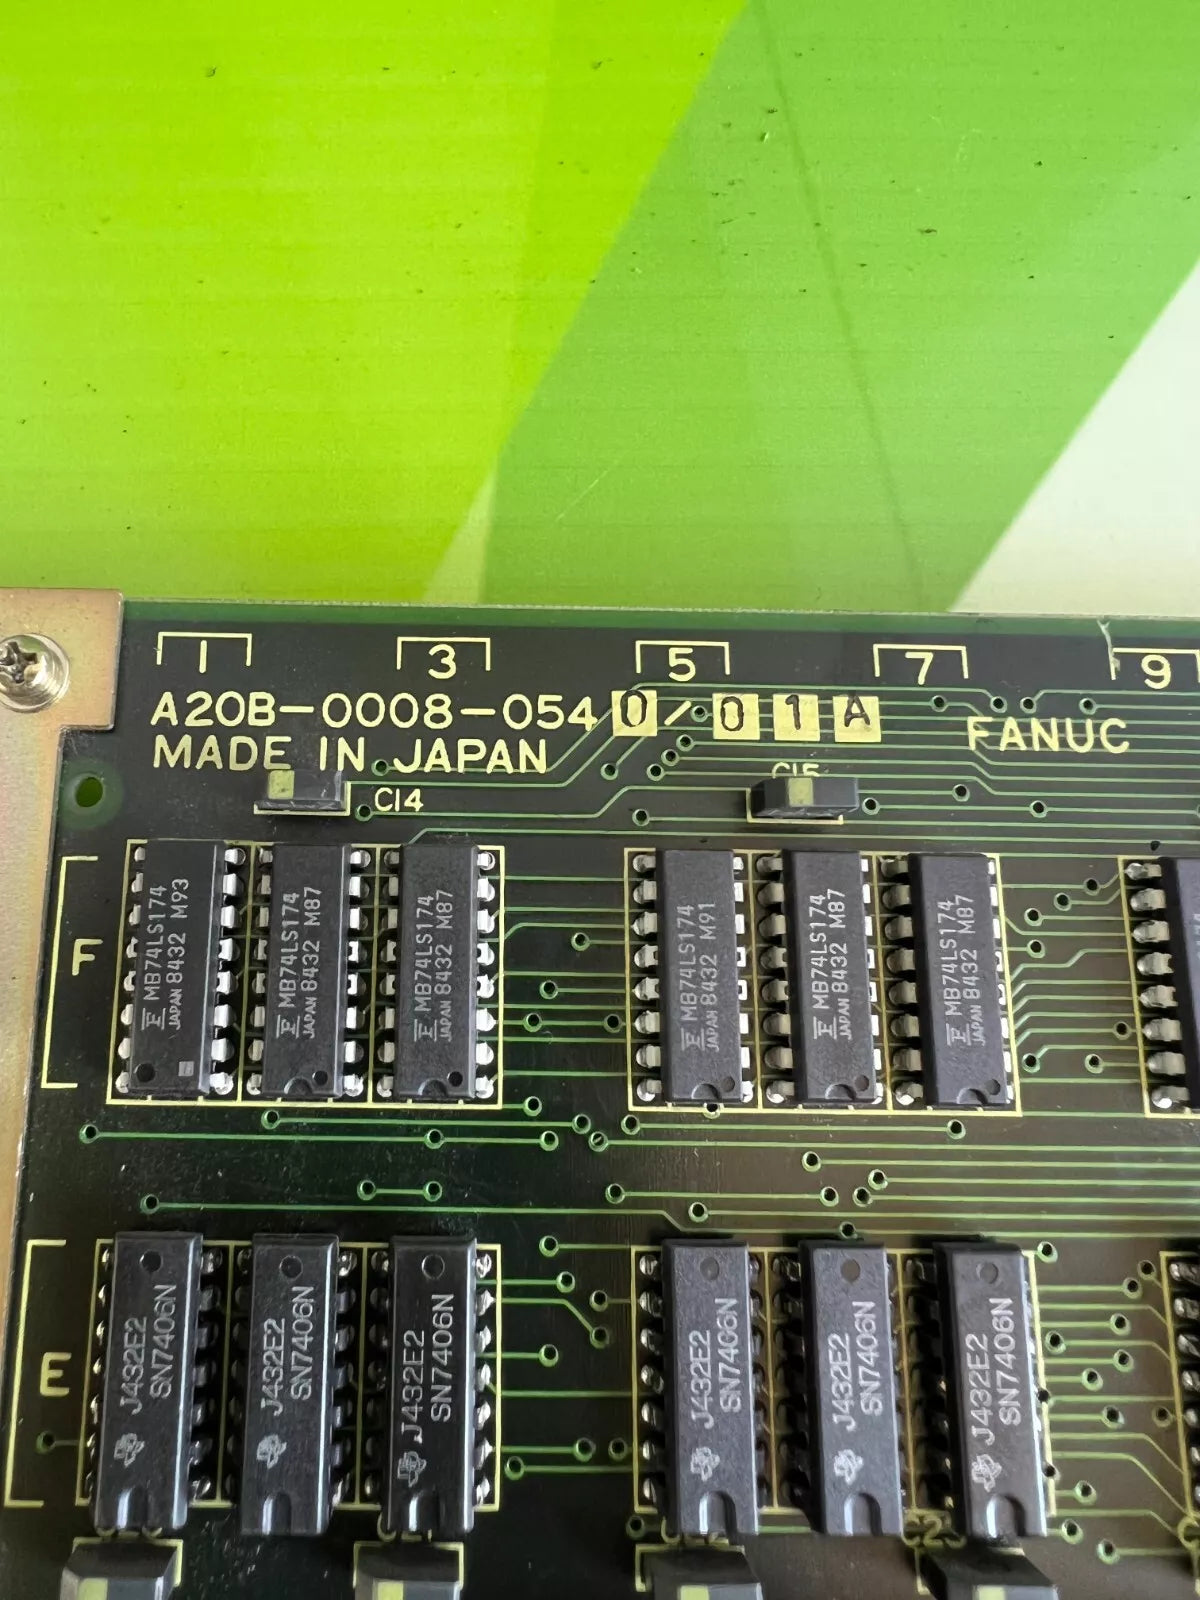 1 3 5 7 9
A20B-0008-0540/01A FANUC
MADE IN JAPAN
C14 C15
F
MB74LS174
JAPAN 8432 M93
MB74LS174
JAPAN 8432 M87
MB74LS174
JAPAN 8432 M87
MB74LS174
JAPAN 8432 M91
MB74LS174
JAPAN 8432 M87
MB74LS174
JAPAN 8432 M87
E
J432E2
SN7406N
J432E2
SN7406N
J432E2
SN7406N
J432E2
SN7406N
J432E2
SN7406N
J432E2
SN7406N